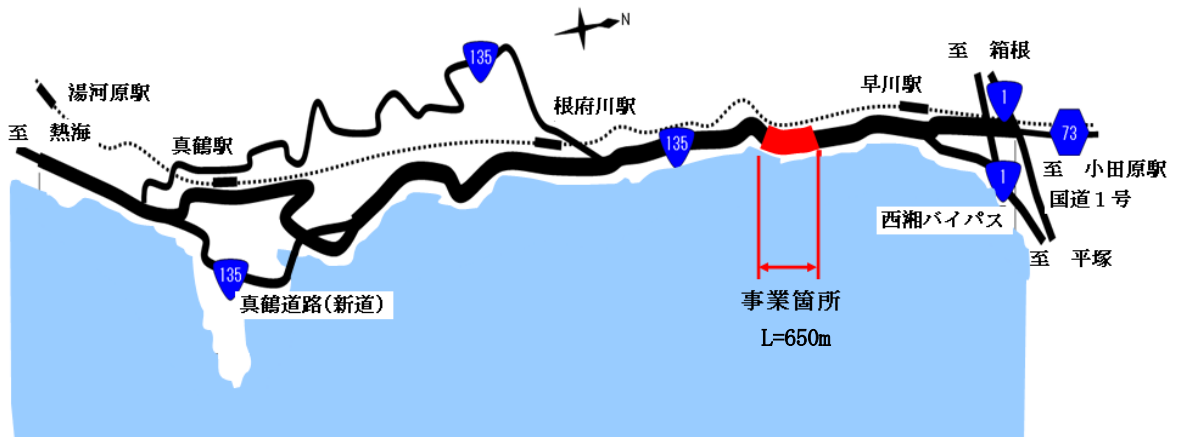 N
135
至　箱根
湯河原駅
早川駅
1
根府川駅
至　熱海
73
真鶴駅
135
至　小田原駅
1
国道１号
西湘バイパス
135
至　平塚
真鶴道路(新道)
事業箇所
L=650m